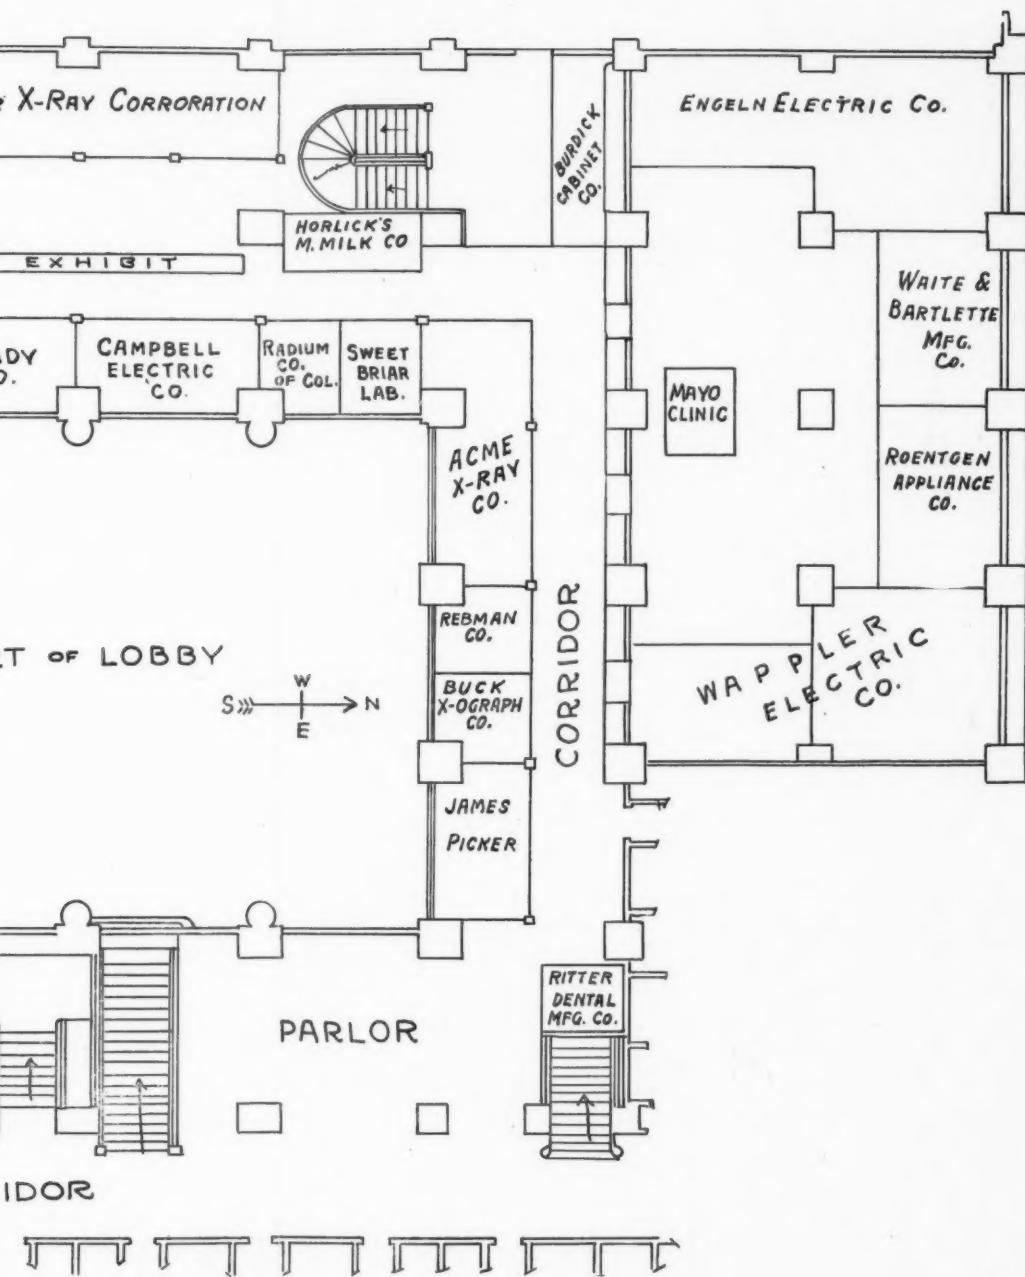 X-RAY CORRORATION
ENGELN ELECTRIC CO.
BURDICK
CABINET
CO.
HORLICK'S
M. MILK CO
EXHIBIT
WAITE &
BARTLETTE
MFG.
CO.
ADY
O.
CAMPBELL
ELECTRIC
CO.
RADIUM
CO.
OF COL.
SWEET
BRIAR
LAB.
MAYO
CLINIC
ACME
X-RAY
CO.
ROENTGEN
APPLIANCE
CO.
CORRIDOR
REBMAN
CO.
T OF LOBBY
W
S N
E
BUCK
X-OGRAPH
CO.
WAPPLER
ELECTRIC
CO.
JAMES
PICKER
RITTER
DENTAL
MFG. CO.
PARLOR
IDOR